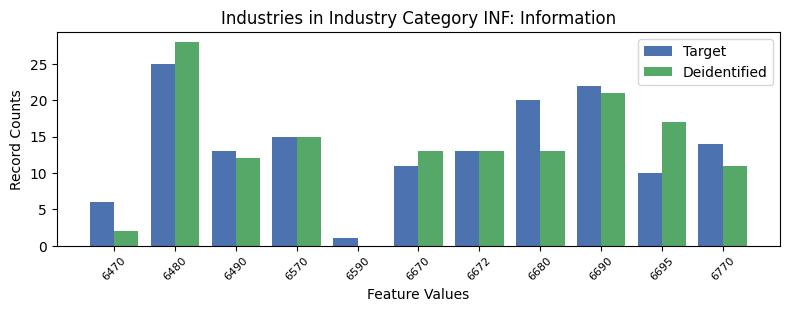 Industries in Industry Category INF: Information
Target
Deidentified
Record Counts
25
20
15
10
5
0
6470 6480 6490 6570 6590 6670 6672 6680 6690 6695 6770
Feature Values